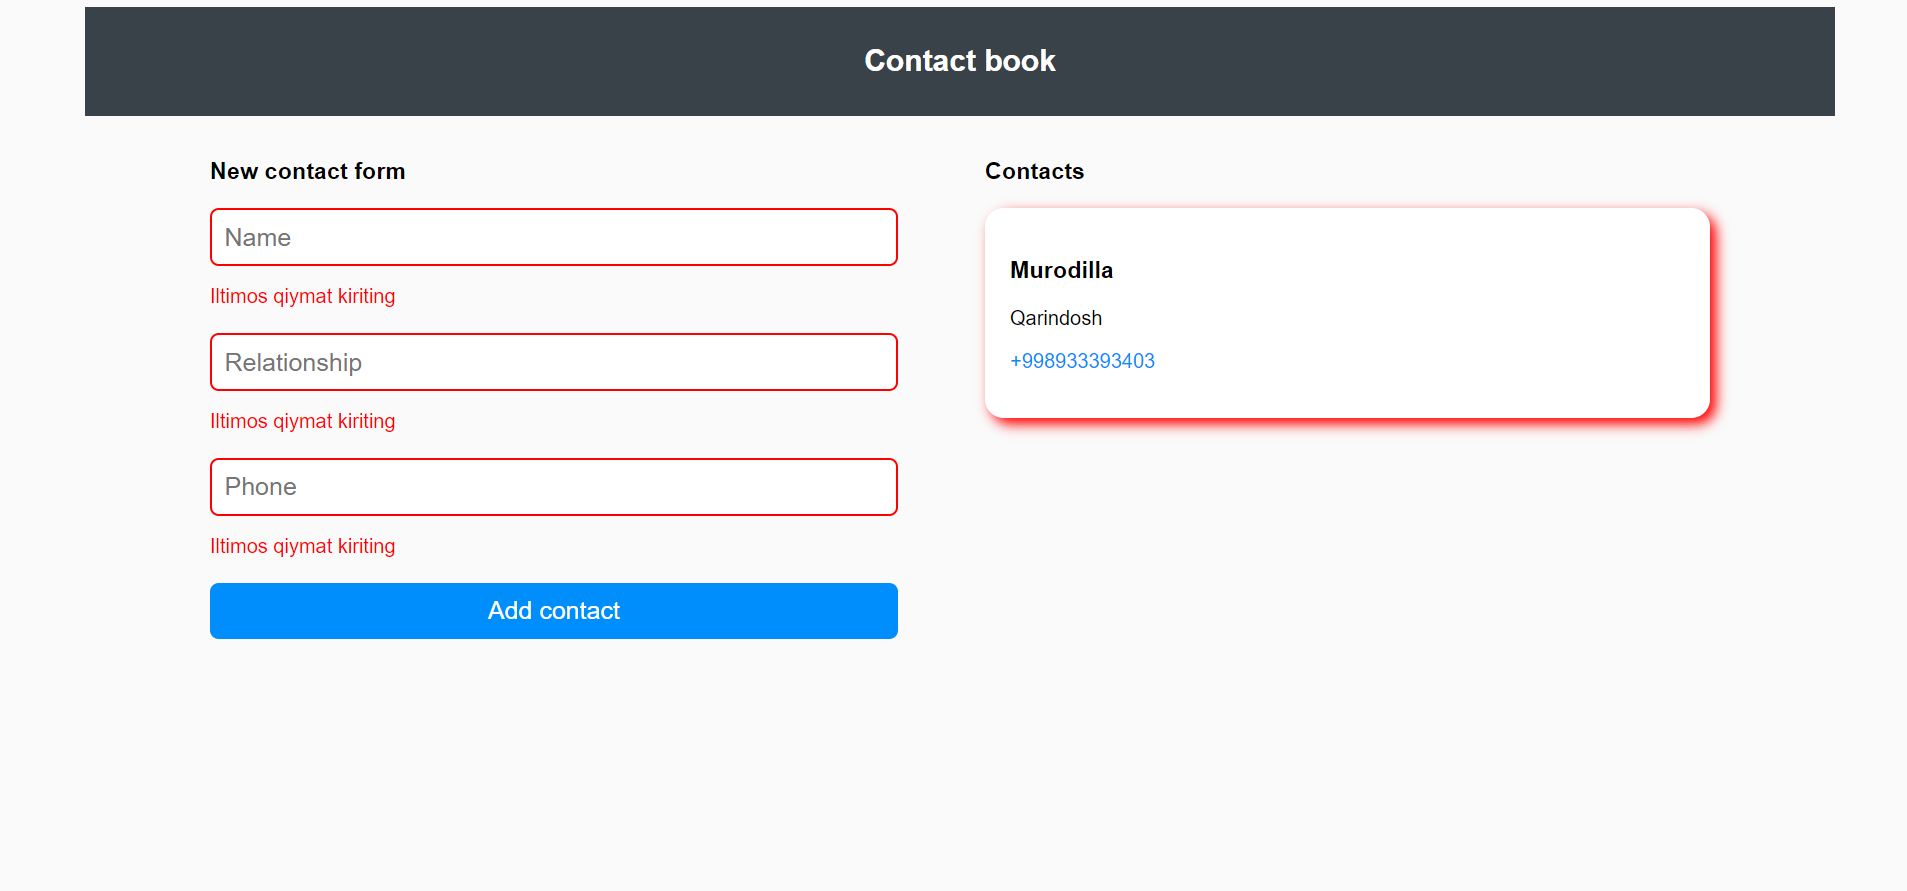 Contact book
New contact form
Name
Iltimos qiymat kiriting
Relationship
Iltimos qiymat kiriting
Phone
Iltimos qiymat kiriting
Add contact
Contacts
Murodilla
Qarindosh
+998933393403